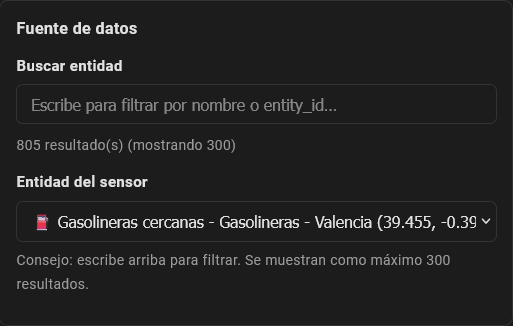 Fuente de datos
Buscar entidad
Escribe para filtrar por nombre o entity_id...
805 resultado(s) (mostrando 300)
Entidad del sensor
Gasolineras cercanas - Gasolineras - Valencia (39.455, -0.39
Consejo: escribe arriba para filtrar. Se muestran como máximo 300
resultados.